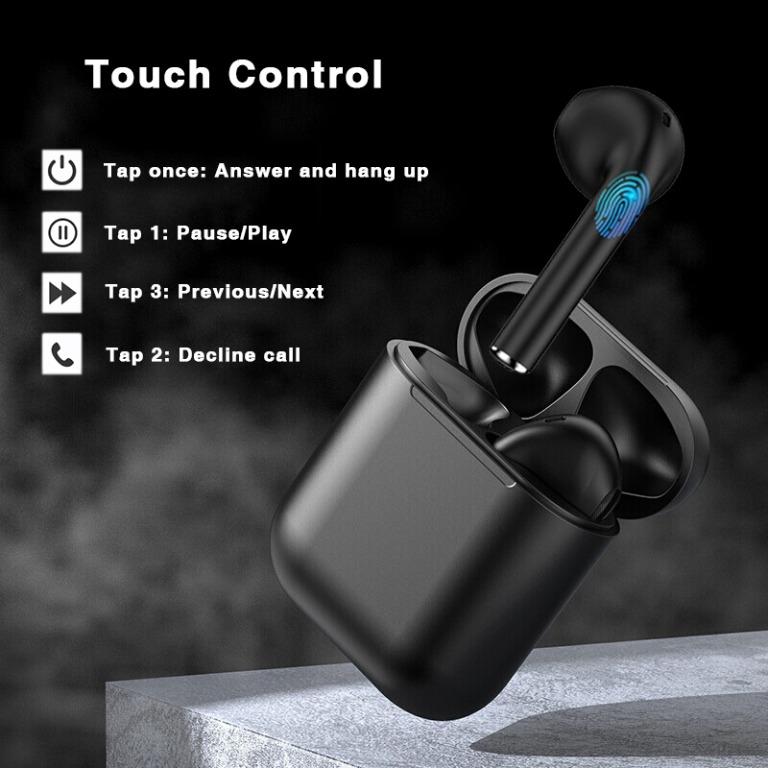 Touch Control
Tap once: Answer and hang up
Tap 1: Pause/Play
Tap 3: Previous/Next
Tap 2: Decline call